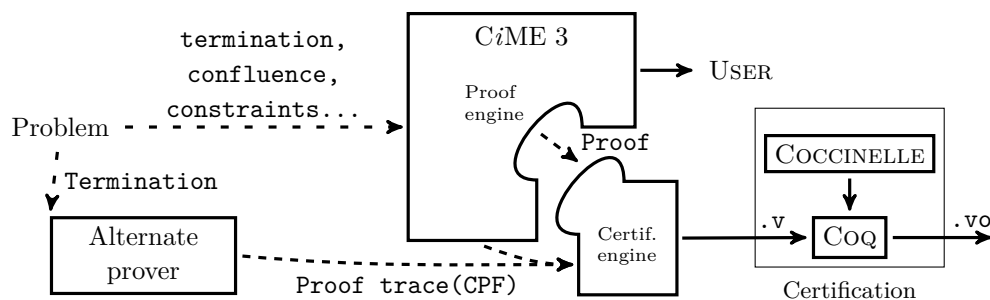 termination,
confluence,
constraints...
CiME 3
USER
Proof
engine
Problem
Proof
COCCINELLE
Termination
Alternate
prover
Certif.
engine
.v
COQ
.vo
Proof trace(CPF)
Certification